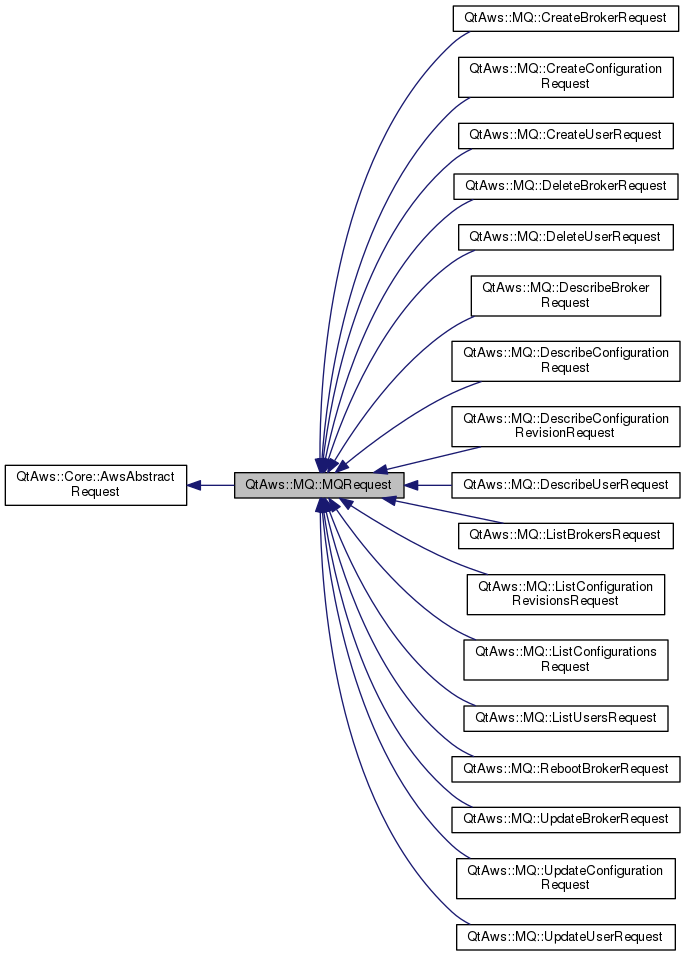 QtAws::MQ::CreateBrokerRequest
QtAws::MQ::CreateConfiguration
Request
QtAws::MQ::CreateUserRequest
QtAws::MQ::DeleteBrokerRequest
QtAws::MQ::DeleteUserRequest
QtAws::MQ::DescribeBroker
Request
QtAws::MQ::DescribeConfiguration
Request
QtAws::MQ::DescribeConfiguration
RevisionRequest
QtAws::Core::AwsAbstract
Request
QtAws::MQ::MQRequest
QtAws::MQ::DescribeUserRequest
QtAws::MQ::ListBrokersRequest
QtAws::MQ::ListConfiguration
RevisionsRequest
QtAws::MQ::ListConfigurations
Request
QtAws::MQ::ListUsersRequest
QtAws::MQ::RebootBrokerRequest
QtAws::MQ::UpdateBrokerRequest
QtAws::MQ::UpdateConfiguration
Request
QtAws::MQ::UpdateUserRequest